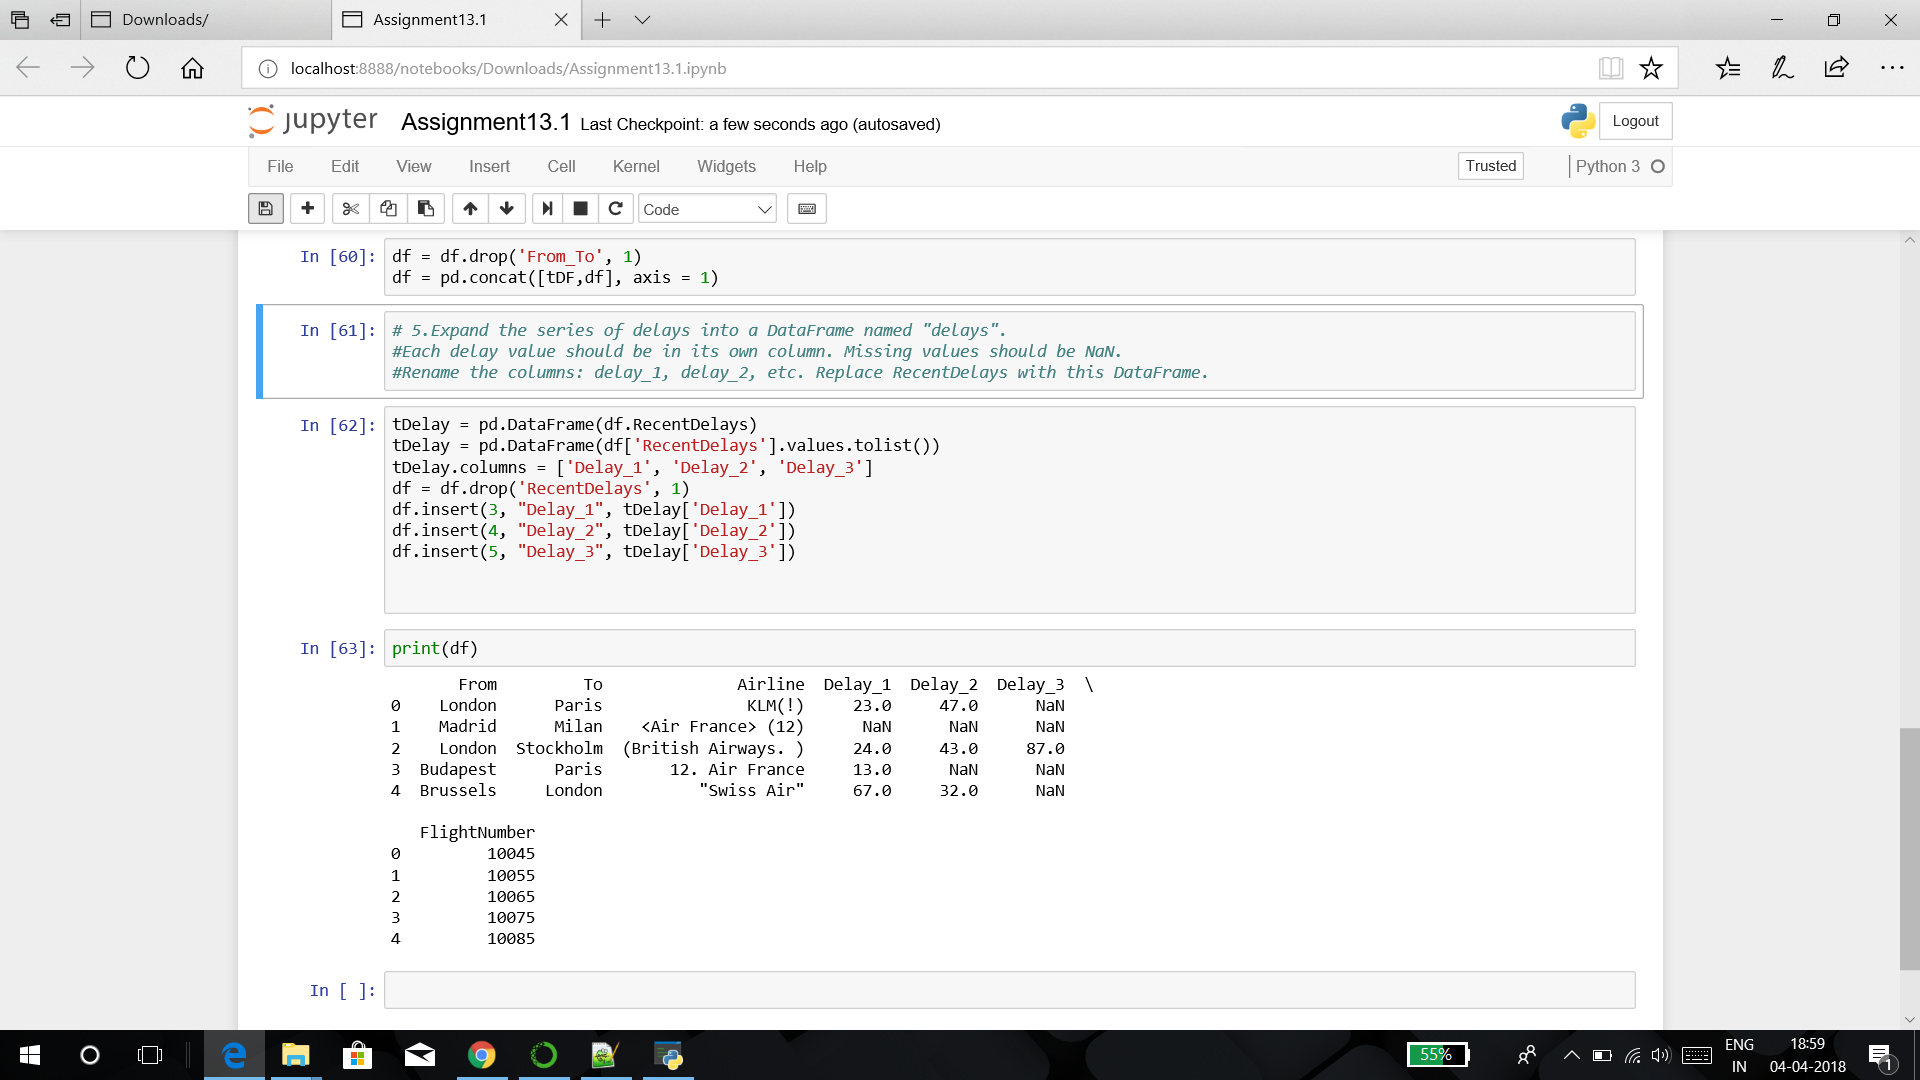 Downloads/
Assignment13.1
localhost:8888/notebooks/Downloads/Assignment13.1.ipynb
jupyter Assignment13.1 Last Checkpoint: a few seconds ago (autosaved)
Logout
File Edit View Insert Cell Kernel Widgets Help
Trusted
Python 3
Code
In [60]: df = df.drop('From_To', 1)
df = pd.concat([tDF,df], axis = 1)
In [61]: # 5.Expand the series of delays into a DataFrame named "delays".
#Each delay value should be in its own column. Missing values should be NaN.
#Rename the columns: delay_1, delay_2, etc. Replace RecentDelays with this DataFrame.
In [62]: tDelay = pd.DataFrame(df.RecentDelays)
tDelay = pd.DataFrame(df['RecentDelays'].values.tolist())
tDelay.columns = ['Delay_1', 'Delay_2', 'Delay_3']
df = df.drop('RecentDelays', 1)
df.insert(3, "Delay_1", tDelay['Delay_1'])
df.insert(4, "Delay_2", tDelay['Delay_2'])
df.insert(5, "Delay_3", tDelay['Delay_3'])
In [63]: print(df)
From To Airline Delay_1 Delay_2 Delay_3 \
0 London Paris KLM(!) 23.0 47.0 NaN
1 Madrid Milan <Air France> (12) NaN NaN NaN
2 London Stockholm (British Airways. ) 24.0 43.0 87.0
3 Budapest Paris 12. Air France 13.0 NaN NaN
4 Brussels London "Swiss Air" 67.0 32.0 NaN
FlightNumber
0 10045
1 10055
2 10065
3 10075
4 10085
In [ ]:
55%
ENG
IN
18:59
04-04-2018
1